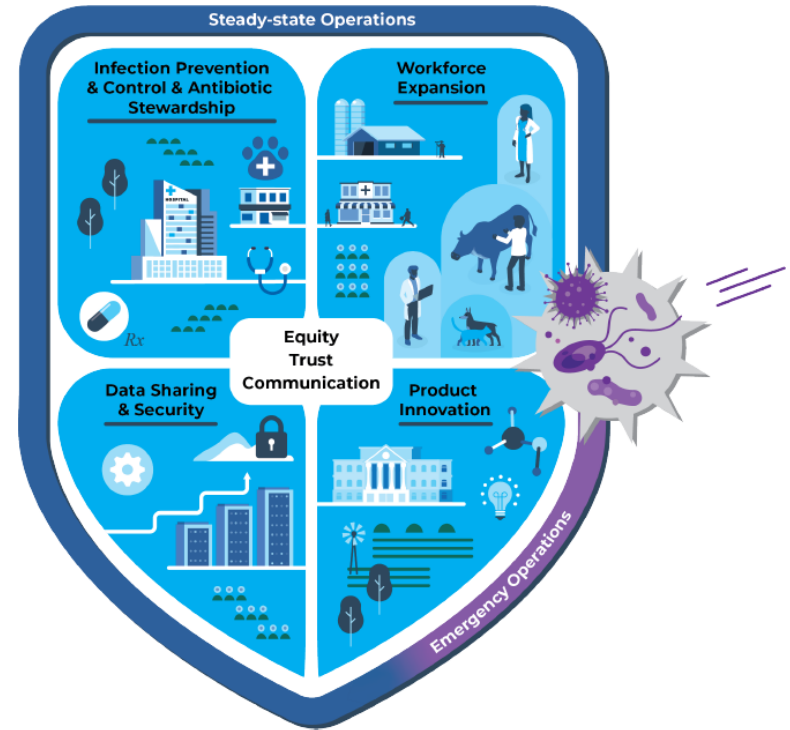 Steady-state Operations
Infection Prevention
& Control & Antibiotic
Stewardship
Workforce
Expansion
HOSPITAL
Rx
Equity
Trust
Communication
Data Sharing
& Security
Product
Innovation
Emergency Operations